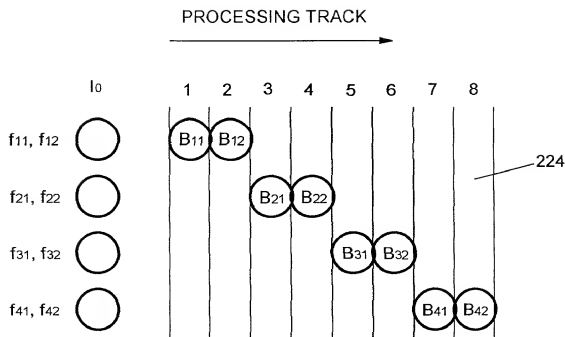 PROCESSING TRACK
I0 1 2 3 4 5 6 7 8
f11, f12 B11 B12
224
f21, f22 B21 B22
f31, f32 B31 B32
f41, f42 B41 B42